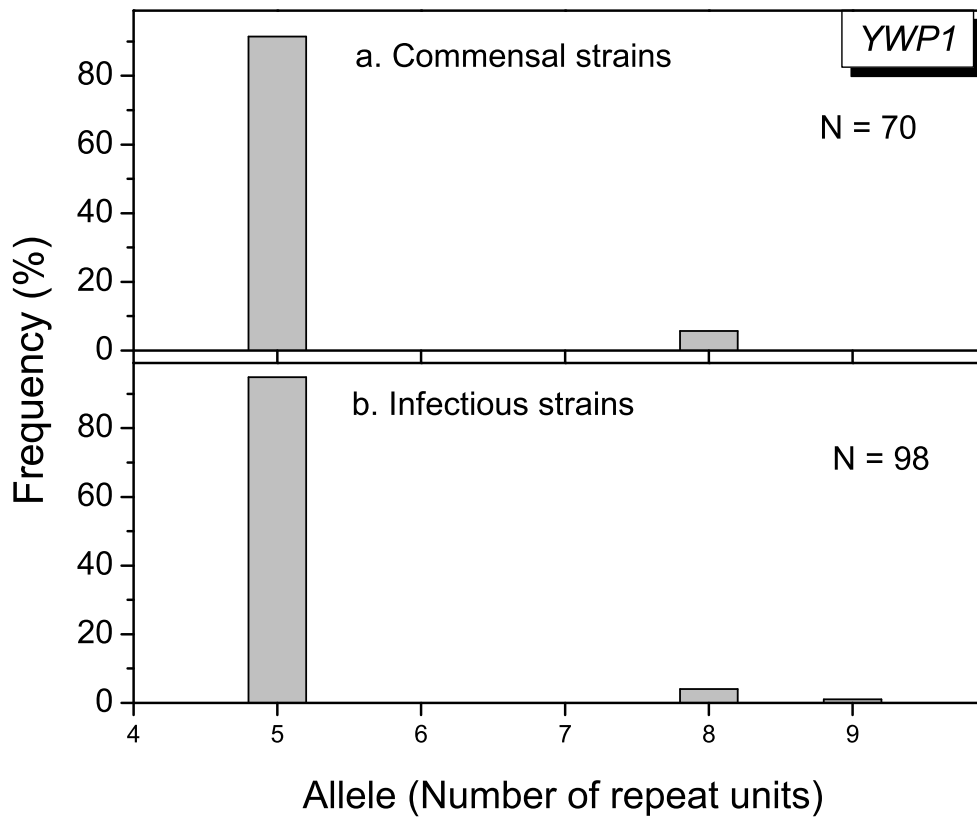 YWP1
a. Commensal strains
N = 70
80
60
40
20
0
b. Infectious strains
N = 98
80
60
40
20
0
Frequency (%)
4 5 6 7 8 9
Allele (Number of repeat units)